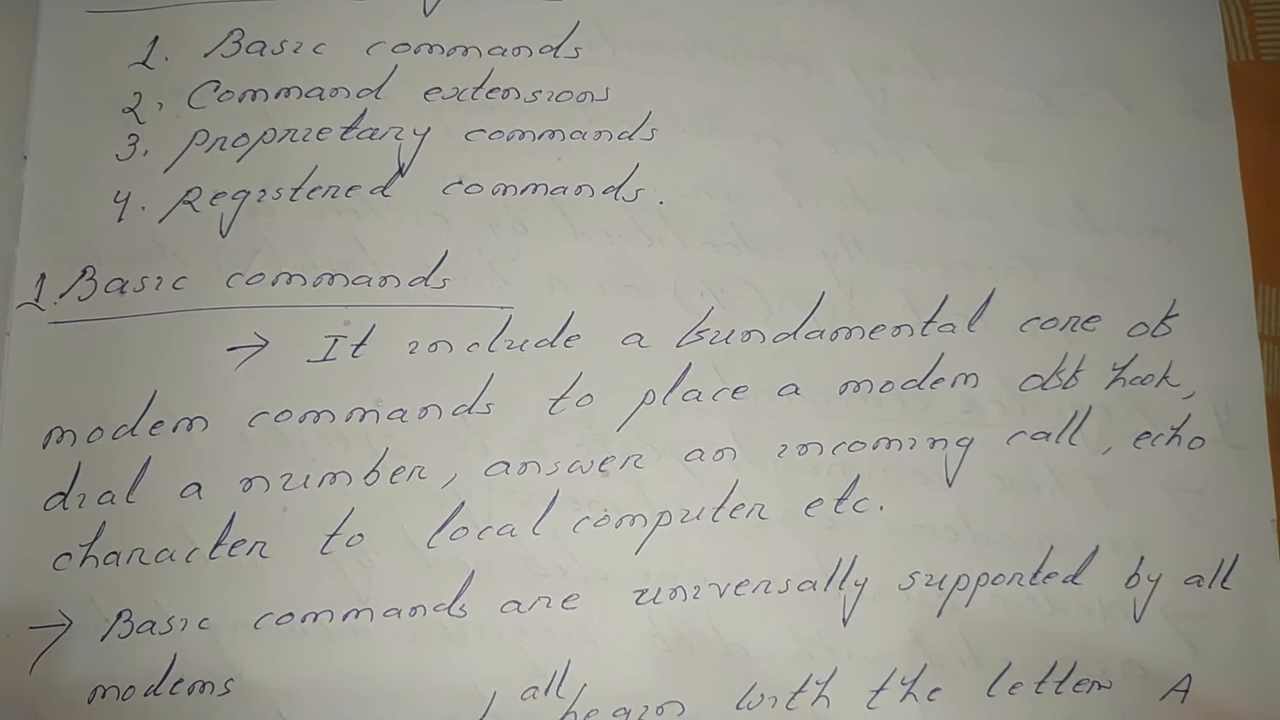 1. Basic commands
2. Command extensions
3. proprietary commands
4. Registered commands.
1. Basic commands
→ It include a fundamental core of
modem commands to place a modem off hook,
dial a number, answer an incoming call, echo
character to local computer etc.
→ Basic commands are universally supported by all
modems
all begin with the letter A